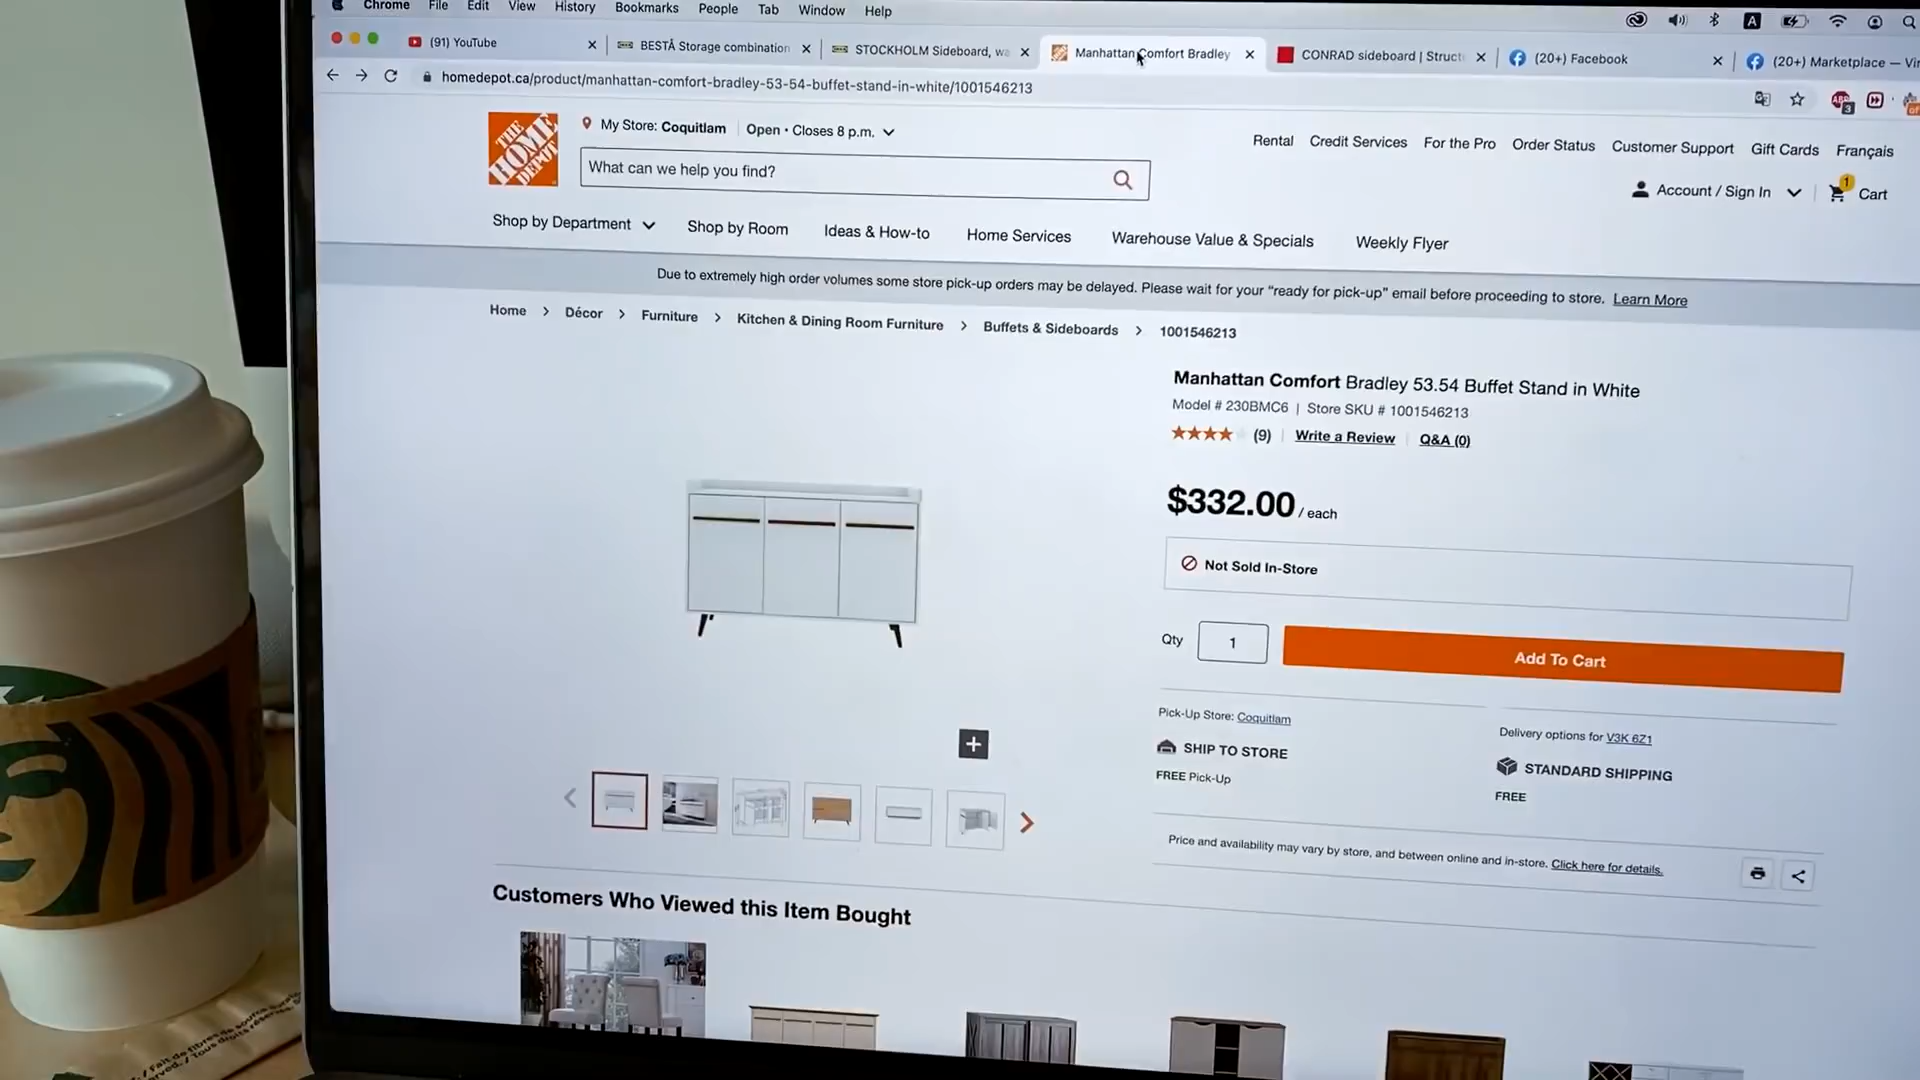 Chrome File Edit View History Bookmarks People Tab Window Help
(91) YouTube
BESTÅ Storage combination
STOCKHOLM Sideboard, wa
Manhattan Comfort Bradley
CONRAD sideboard | Struct
(20+) Facebook
(20+) Marketplace — Vir
homedepot.ca/product/manhattan-comfort-bradley-53-54-buffet-stand-in-white/1001546213
THE HOME DEPOT
My Store: Coquitlam
Open • Closes 8 p.m.
Rental Credit Services For the Pro Order Status Customer Support Gift Cards Français
What can we help you find?
Account / Sign In
1
Cart
Shop by Department Shop by Room Ideas & How-to Home Services Warehouse Value & Specials Weekly Flyer
Due to extremely high order volumes some store pick-up orders may be delayed. Please wait for your “ready for pick-up” email before proceeding to store. Learn More
Home > Décor > Furniture > Kitchen & Dining Room Furniture > Buffets & Sideboards > 1001546213
Manhattan Comfort Bradley 53.54 Buffet Stand in White
Model # 230BMC6 | Store SKU # 1001546213
(9) Write a Review Q&A (0)
$332.00 / each
Not Sold In-Store
Qty 1 Add To Cart
Pick-Up Store: Coquitlam
SHIP TO STORE
FREE Pick-Up
Delivery options for V3K 6Z1
STANDARD SHIPPING
FREE
Price and availability may vary by store, and between online and in-store. Click here for details.
Customers Who Viewed this Item Bought